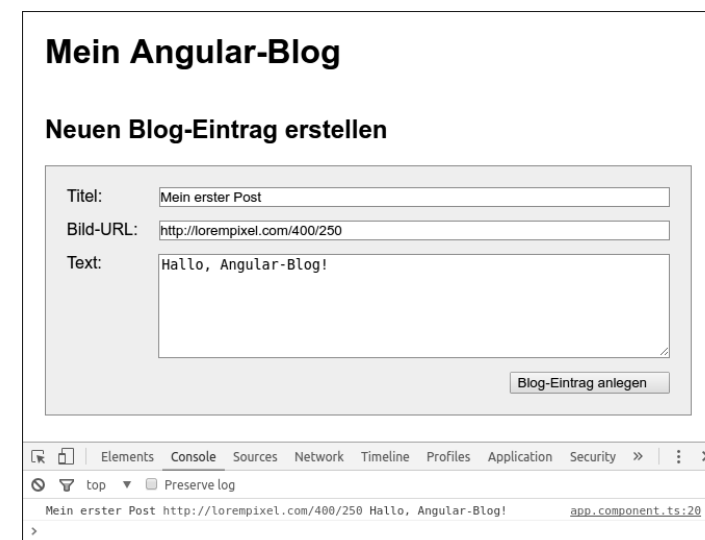 Mein Angular-Blog
Neuen Blog-Eintrag erstellen
Titel: Mein erster Post
Bild-URL: http://lorempixel.com/400/250
Text: Hallo, Angular-Blog!
Blog-Eintrag anlegen
Elements Console Sources Network Timeline Profiles Application Security »
top ▼ Preserve log
Mein erster Post http://lorempixel.com/400/250 Hallo, Angular-Blog! app.component.ts:20
>